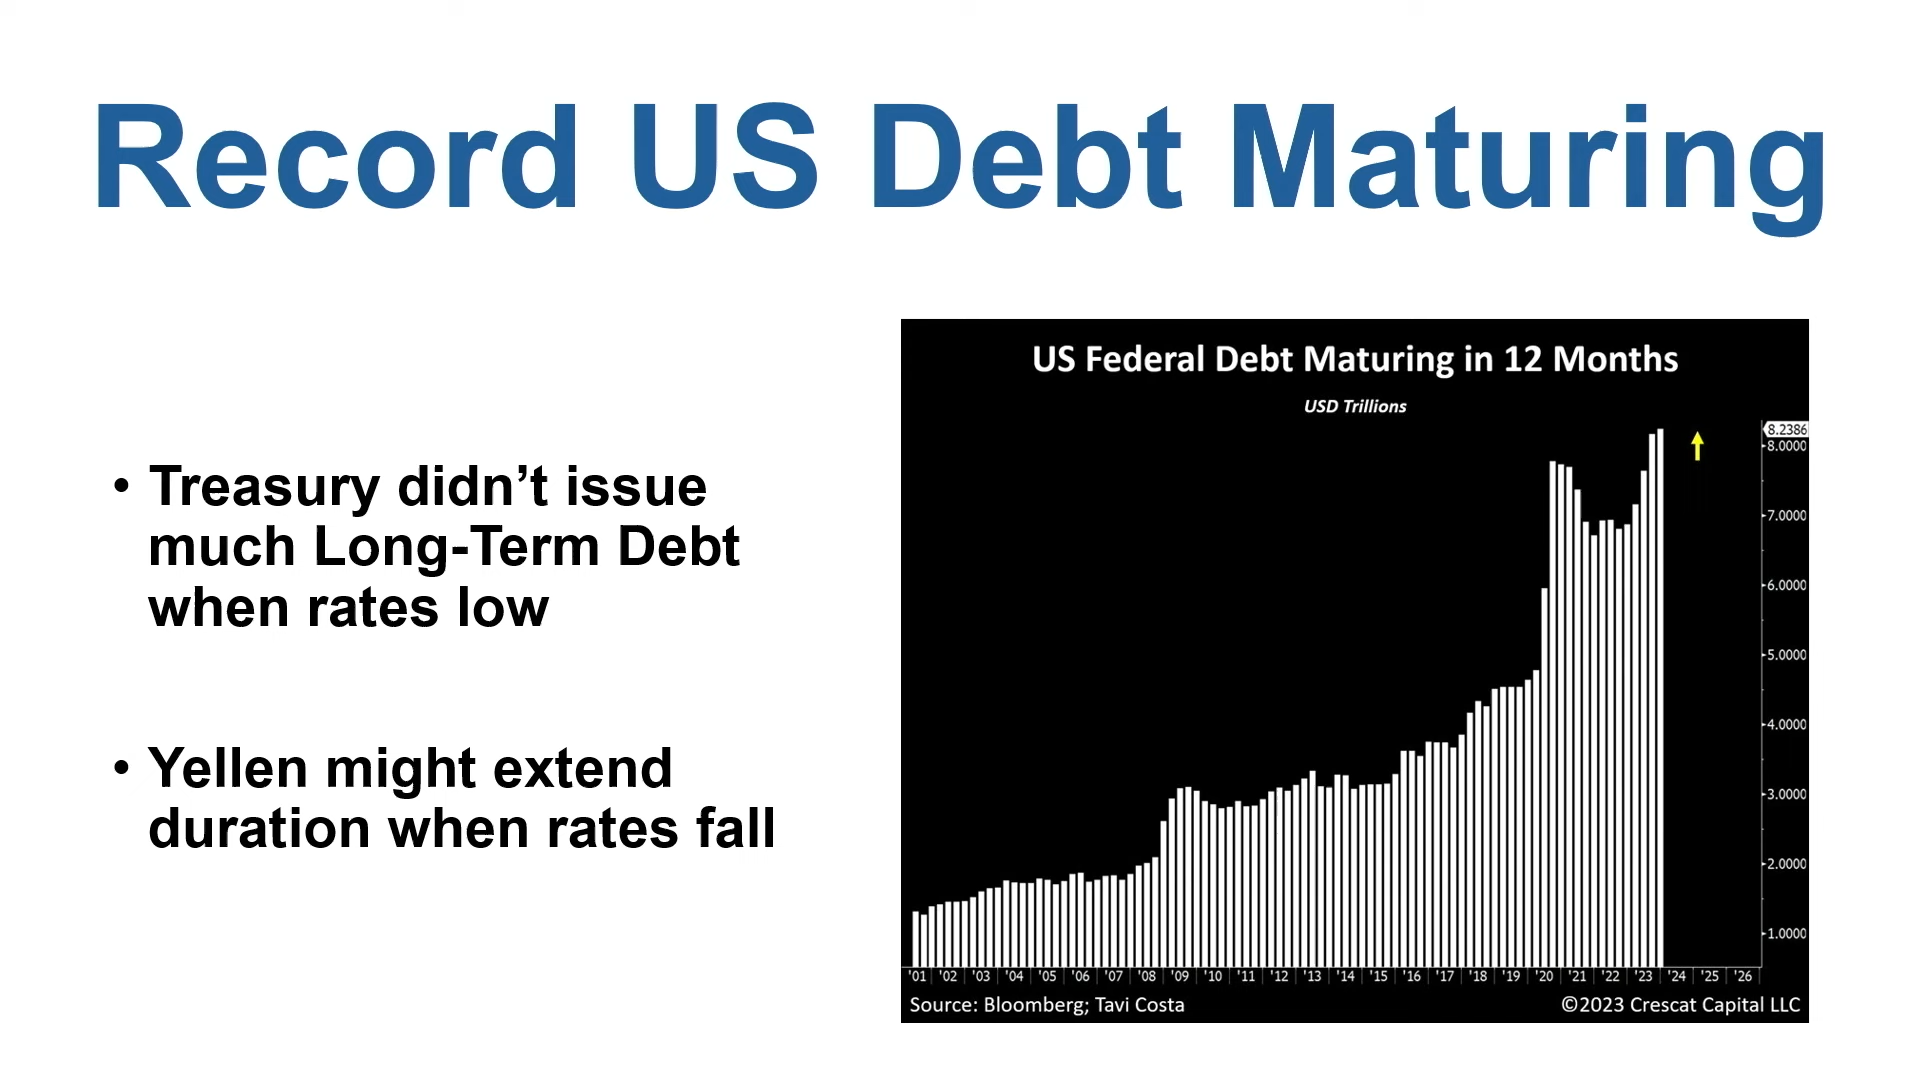 Record US Debt Maturing
• Treasury didn’t issue
much Long-Term Debt
when rates low
• Yellen might extend
duration when rates fall
US Federal Debt Maturing in 12 Months
USD Trillions
8.2386
8.0000
7.0000
6.0000
5.0000
4.0000
3.0000
2.0000
1.0000
'01 '02 '03 '04 '05 '06 '07 '08 '09 '10 '11 '12 '13 '14 '15 '16 '17 '18 '19 '20 '21 '22 '23 '24 '25 '26
Source: Bloomberg; Tavi Costa ©2023 Crescat Capital LLC